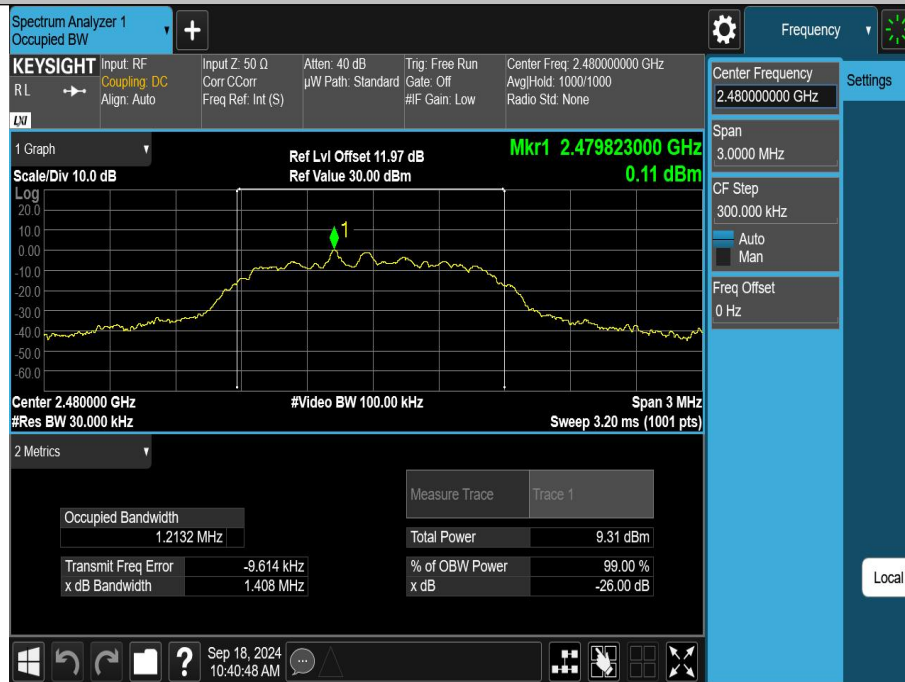 Spectrum Analyzer 1
Occupied BW
+
Frequency
KEYSIGHT
RL
LXI
Input: RF
Coupling: DC
Align: Auto
Input Z: 50 Ω
Corr CCorr
Freq Ref: Int (S)
Atten: 40 dB
µW Path: Standard
Trig: Free Run
Gate: Off
#IF Gain: Low
Center Freq: 2.480000000 GHz
Avg|Hold: 1000/1000
Radio Std: None
Center Frequency
2.480000000 GHz
Settings
Span
3.0000 MHz
CF Step
300.000 kHz
Auto
Man
Freq Offset
0 Hz
1 Graph
Scale/Div 10.0 dB
Ref Lvl Offset 11.97 dB
Ref Value 30.00 dBm
Mkr1 2.479823000 GHz
0.11 dBm
Log
20.0
10.0
0.00
-10.0
-20.0
-30.0
-40.0
-50.0
-60.0
1
Center 2.480000 GHz
#Res BW 30.000 kHz
#Video BW 100.00 kHz
Span 3 MHz
Sweep 3.20 ms (1001 pts)
2 Metrics
Measure Trace Trace 1
Occupied Bandwidth
1.2132 MHz
Total Power 9.31 dBm
Transmit Freq Error -9.614 kHz
% of OBW Power 99.00 %
x dB Bandwidth 1.408 MHz
x dB -26.00 dB
Local
?
Sep 18, 2024
10:40:48 AM